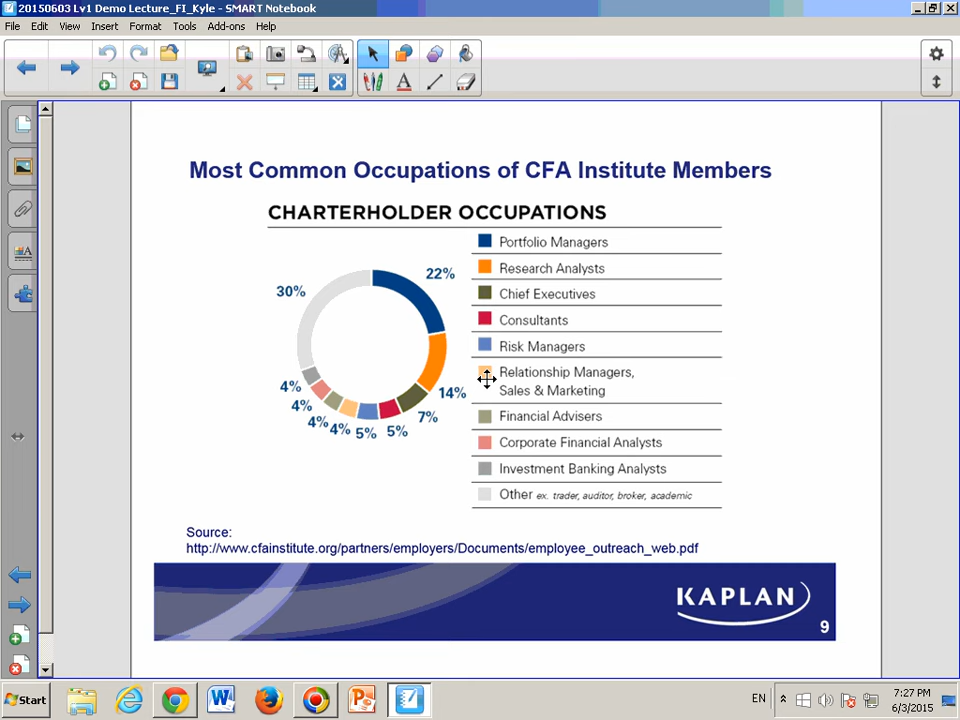 20150603 Lv1 Demo Lecture_FI_Kyle - SMART Notebook
File Edit View Insert Format Tools Add-ons Help
Most Common Occupations of CFA Institute Members
CHARTERHOLDER OCCUPATIONS
Portfolio Managers
22%
Research Analysts
30%
Chief Executives
Consultants
Risk Managers
Relationship Managers,
Sales & Marketing
4%
14%
4%
Financial Advisers
7%
4%
4%
5%
5%
Corporate Financial Analysts
Investment Banking Analysts
Other ex. trader, auditor, broker, academic
Source:
http://www.cfainstitute.org/partners/employers/Documents/employee_outreach_web.pdf
KAPLAN
9
Start
EN
7:27 PM
6/3/2015